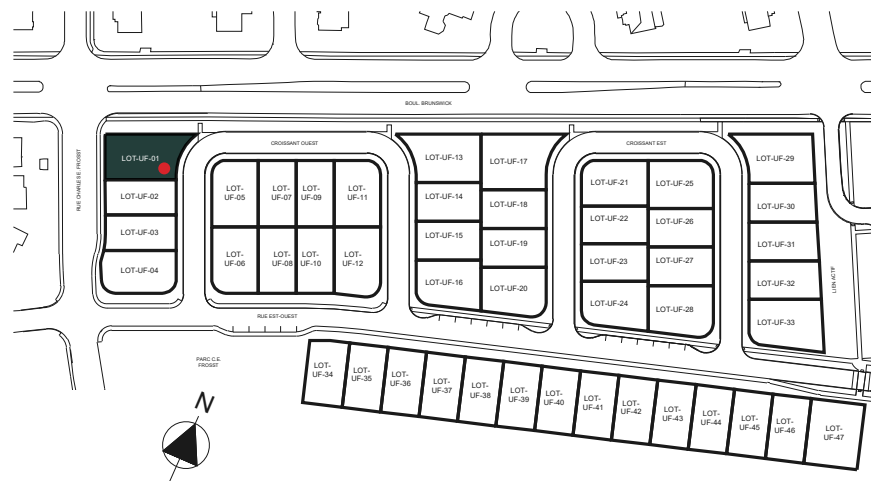 BOUL. BRUNSWICK
RUE CHARLES E. FROSST
CROISSANT OUEST
CROISSANT EST
LOT-UF-01
LOT-UF-02
LOT-UF-03
LOT-UF-04
LOT-
UF-05
LOT-
UF-07
LOT-
UF-09
LOT-
UF-11
LOT-
UF-06
LOT-
UF-08
LOT-
UF-10
LOT-
UF-12
LOT-UF-13
LOT-UF-14
LOT-UF-15
LOT-UF-16
LOT-UF-17
LOT-UF-18
LOT-UF-19
LOT-UF-20
LOT-UF-21
LOT-UF-22
LOT-UF-23
LOT-UF-24
LOT-UF-25
LOT-UF-26
LOT-UF-27
LOT-UF-28
LOT-UF-29
LOT-UF-30
LOT-UF-31
LOT-UF-32
LOT-UF-33
LIEN ACTIF
RUE EST-OUEST
PARC C.E.
FROSST
LOT-
UF-34
LOT-
UF-35
LOT-
UF-36
LOT-
UF-37
LOT-
UF-38
LOT-
UF-39
LOT-
UF-40
LOT-
UF-41
LOT-
UF-42
LOT-
UF-43
LOT-
UF-44
LOT-
UF-45
LOT-
UF-46
LOT-
UF-47
N